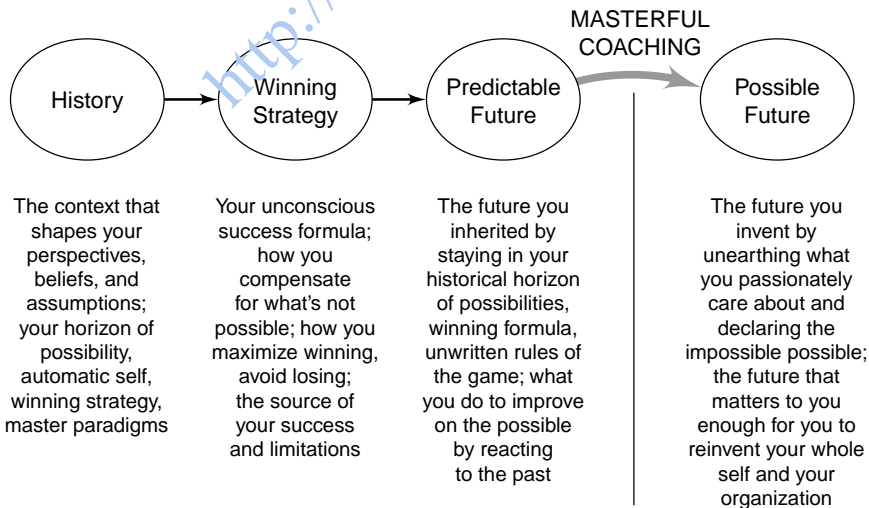 http://
MASTERFUL
COACHING
History
Winning
Strategy
Predictable
Future
Possible
Future
The context that
shapes your
perspectives,
beliefs, and
assumptions;
your horizon of
possibility,
automatic self,
winning strategy,
master paradigms
Your unconscious
success formula;
how you
compensate
for what's not
possible; how you
maximize winning,
avoid losing;
the source of
your success
and limitations
The future you
inherited by
staying in your
historical horizon
of possibilities,
winning formula,
unwritten rules of
the game; what
you do to improve
on the possible
by reacting
to the past
The future you
invent by
unearthing what
you passionately
care about and
declaring the
impossible possible;
the future that
matters to you
enough for you to
reinvent your whole
self and your
organization